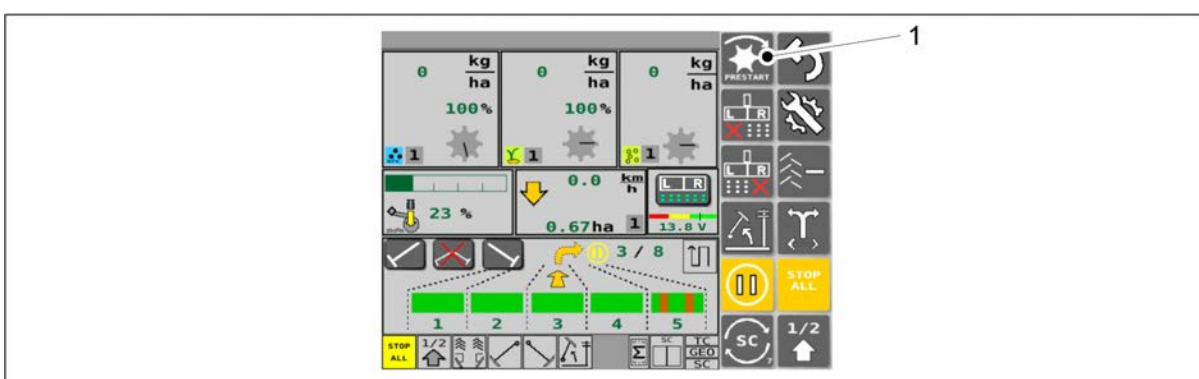 1
0 kg/ha
100%
1
0 kg/ha
100%
1
0 kg/ha
1
PRESTART
L R
L R
23 %
0.0 km/h
0.67ha 1
L R
13.8 V
3 / 8
1 2 3 4 5
STOP ALL
SC
7
1/2
STOP ALL
1/2
Σ
SC
TC
GEO
SC